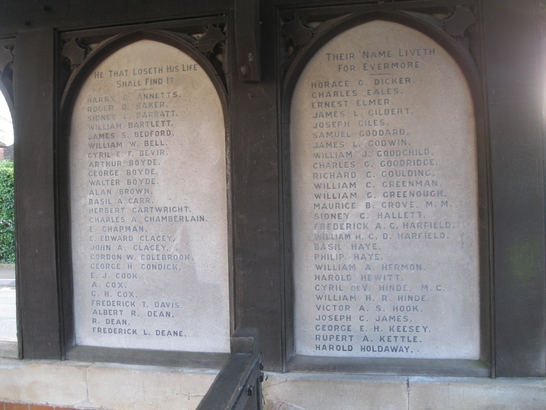 He That Loseth His Life
Shall Find It
Harry C. Annetts.
Roger R. Baker.
Sidney L. Barratt.
William Bartlett.
James S. Bedford.
William W. Bell.
Cyril E. F. Bevir.
Arthur Boyde.
George Boyde.
Walter Boyde.
Alan Brown.
Basil A. Carr.
Herbert Cartwright.
Charles A. Chamberlain.
E. Chapman.
E. Edward Clacey.
John A. Clacey.
Gordon W. Colebrook.
George H. Condick.
E. J. Cook.
A. Cox.
G. H. Cox.
Frederick T. Davis.
Albert R. Dean.
R. Dean.
Frederick L. Deane.
Their Name Liveth
For Evermore
Horace C. Dicker.
Charles Eales.
Ernest Elmer.
James L. Gilbert.
Joseph Giles.
Samuel Goddard.
James L. Godwin.
William J. Goodchild.
Charles G. Goodridge.
Richard C. Goulding.
William C. Greenman.
William G. Greenough.
Maurice B. Grove. M. M.
Sidney C. Hallett.
Frederick A. C. Harfield.
William H. C. D. Harfield.
Basil Haye.
Philip Haye.
William A. Hermon.
Harold Hewitt.
Cyril deV. Hinde. M. C.
William H. R. Hinde.
Victor A. S. Hook.
Joseph C. James.
George E. H. Keesey.
Rupert A. Kettle.
Harold Holdaway.